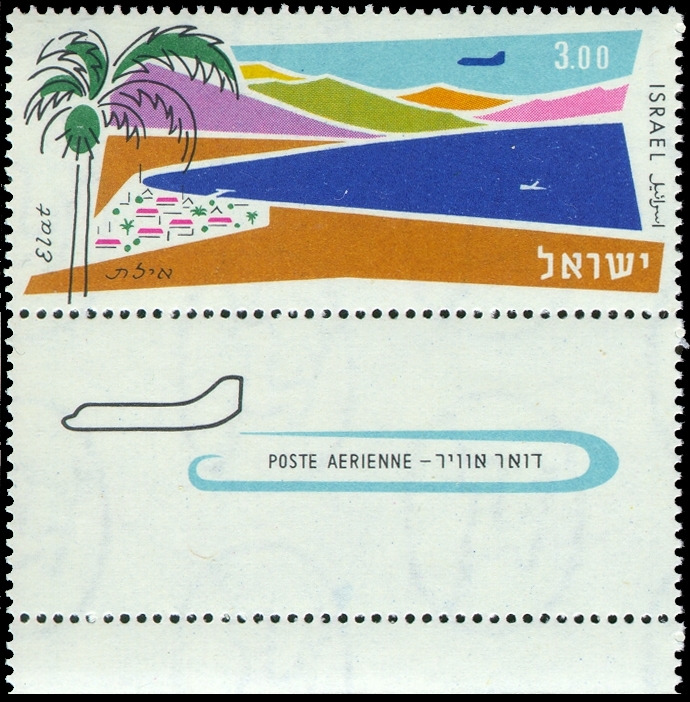 3.00
ISRAEL اسرائيل
Elat
אילת
ישראל
POSTE AERIENNE – דואר אוויר